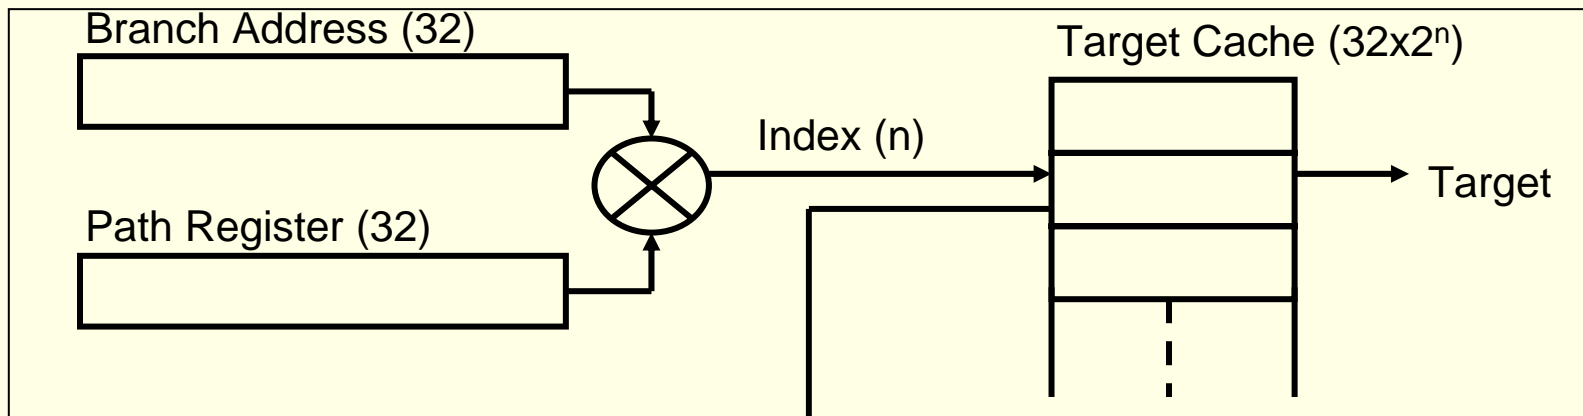 Branch Address (32)
Target Cache (32x2ⁿ)
Index (n)
Target
Path Register (32)